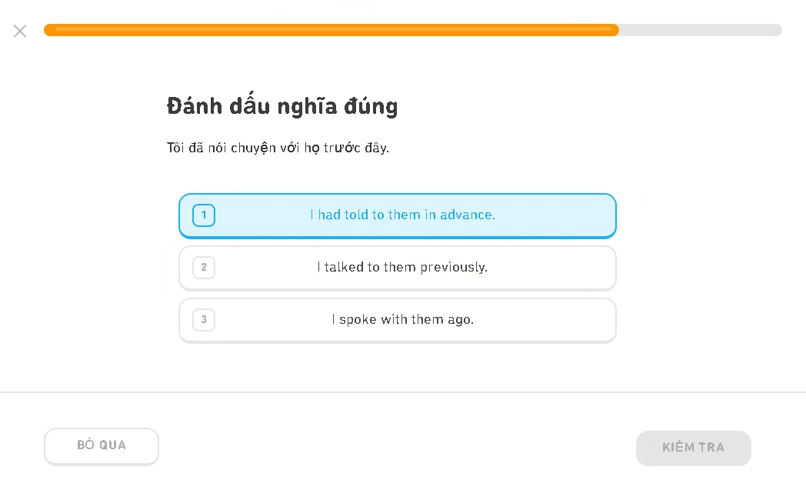 Đánh dấu nghĩa đúng
Tôi đã nói chuyện với họ trước đây.
1 I had told to them in advance.
2 I talked to them previously.
3 I spoke with them ago.
BỎ QUA
KIỂM TRA